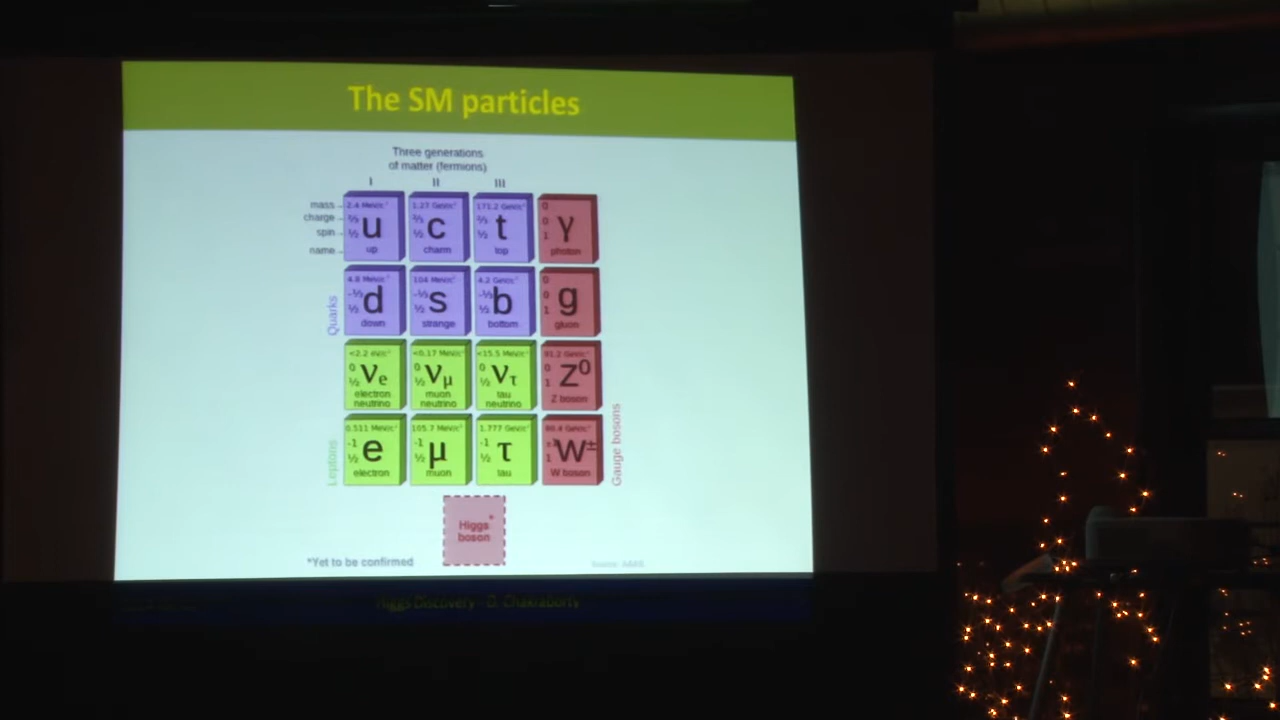 The SM particles
Three generations
of matter (fermions)
I II III
mass
charge
spin
name
2.4 MeV/c²
⅔
½
u
up
1.27 GeV/c²
⅔
½
c
charm
171.2 GeV/c²
⅔
½
t
top
0
0
1
γ
photon
Quarks
4.8 MeV/c²
-⅓
½
d
down
104 MeV/c²
-⅓
½
s
strange
4.2 GeV/c²
-⅓
½
b
bottom
0
0
1
g
gluon
<2.2 eV/c²
0
½
νe
electron
neutrino
<0.17 MeV/c²
0
½
νμ
muon
neutrino
<15.5 MeV/c²
0
½
ντ
tau
neutrino
91.2 GeV/c²
0
1
Z⁰
Z boson
Leptons
0.511 MeV/c²
-1
½
e
electron
105.7 MeV/c²
-1
½
μ
muon
1.777 GeV/c²
-1
½
τ
tau
80.4 GeV/c²
±1
1
W±
W boson
Gauge bosons
Higgs*
boson
*Yet to be confirmed
Higgs Discovery - D. Chakraborty